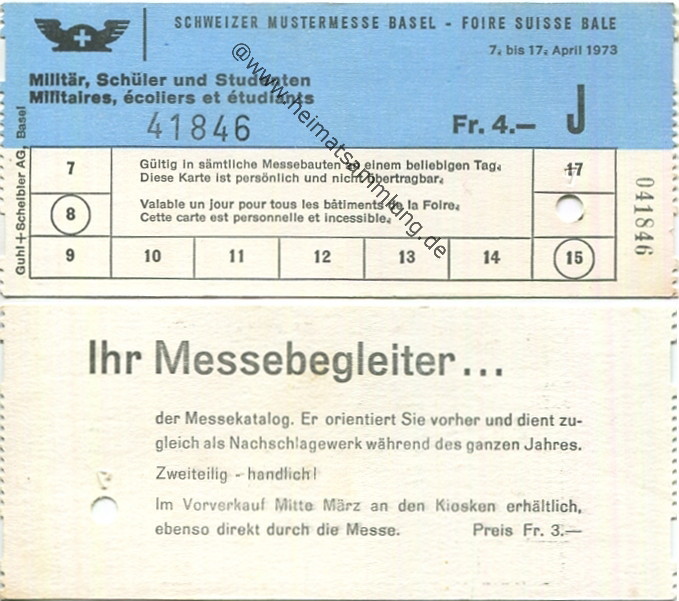 SCHWEIZER MUSTERMESSE BASEL - FOIRE SUISSE BALE
7. bis 17. April 1973
Militär, Schüler und Studenten
Militaires, écoliers et étudiants
41846
Fr. 4.— J
Guhl+Scheibler AG, Basel
7
Gültig in sämtliche Messebauten an einem beliebigen Tag.
Diese Karte ist persönlich und nicht übertragbar.
17
8
Valable un jour pour tous les bâtiments de la Foire.
Cette carte est personnelle et incessible.
9 10 11 12 13 14 15
041846
@www.heimatsammlung.de
Ihr Messebegleiter...
der Messekatalog. Er orientiert Sie vorher und dient zu-
gleich als Nachschlagewerk während des ganzen Jahres.
Zweiteilig - handlich!
Im Vorverkauf Mitte März an den Kiosken erhältlich,
ebenso direkt durch die Messe. Preis Fr. 3.—